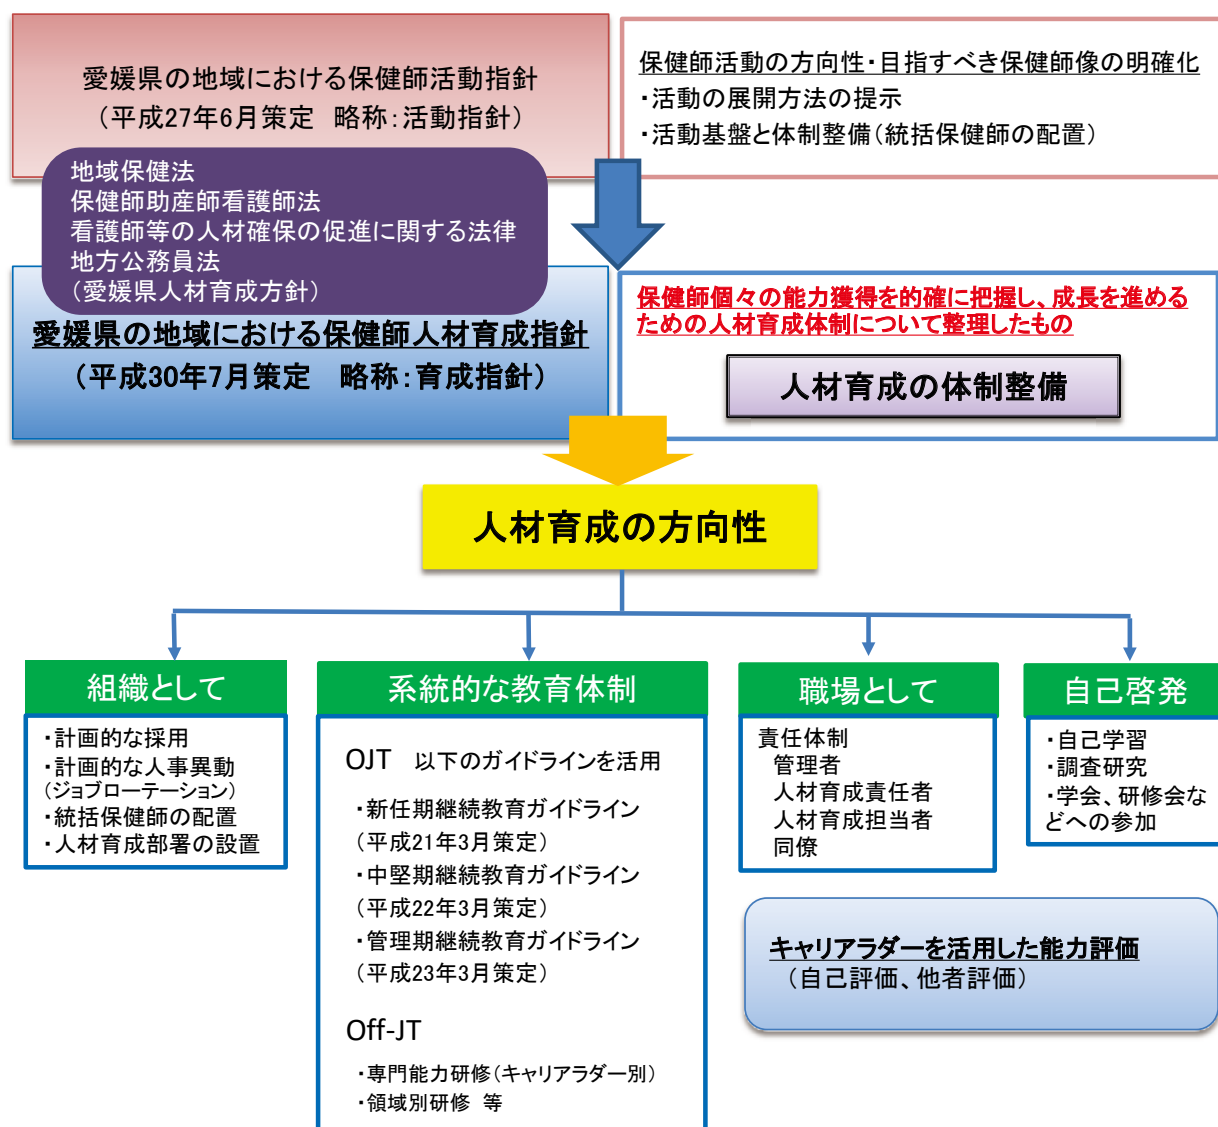 愛媛県の地域における保健師活動指針
（平成27年6月策定　略称：活動指針）
保健師活動の方向性・目指すべき保健師像の明確化
・活動の展開方法の提示
・活動基盤と体制整備（統括保健師の配置）
地域保健法
保健師助産師看護師法
看護師等の人材確保の促進に関する法律
地方公務員法
（愛媛県人材育成方針）
愛媛県の地域における保健師人材育成指針
（平成30年7月策定　略称：育成指針）
保健師個々の能力獲得を的確に把握し、成長を進める
ための人材育成体制について整理したもの
人材育成の体制整備
人材育成の方向性
組織として
・計画的な採用
・計画的な人事異動
（ジョブローテーション）
・統括保健師の配置
・人材育成部署の設置
系統的な教育体制
OJT　以下のガイドラインを活用
・新任期継続教育ガイドライン
（平成21年3月策定）
・中堅期継続教育ガイドライン
（平成22年3月策定）
・管理期継続教育ガイドライン
（平成23年3月策定）
Off-JT
・専門能力研修（キャリアラダー別）
・領域別研修　等
職場として
責任体制
管理者
人材育成責任者
人材育成担当者
同僚
自己啓発
・自己学習
・調査研究
・学会、研修会な
どへの参加
キャリアラダーを活用した能力評価
（自己評価、他者評価）